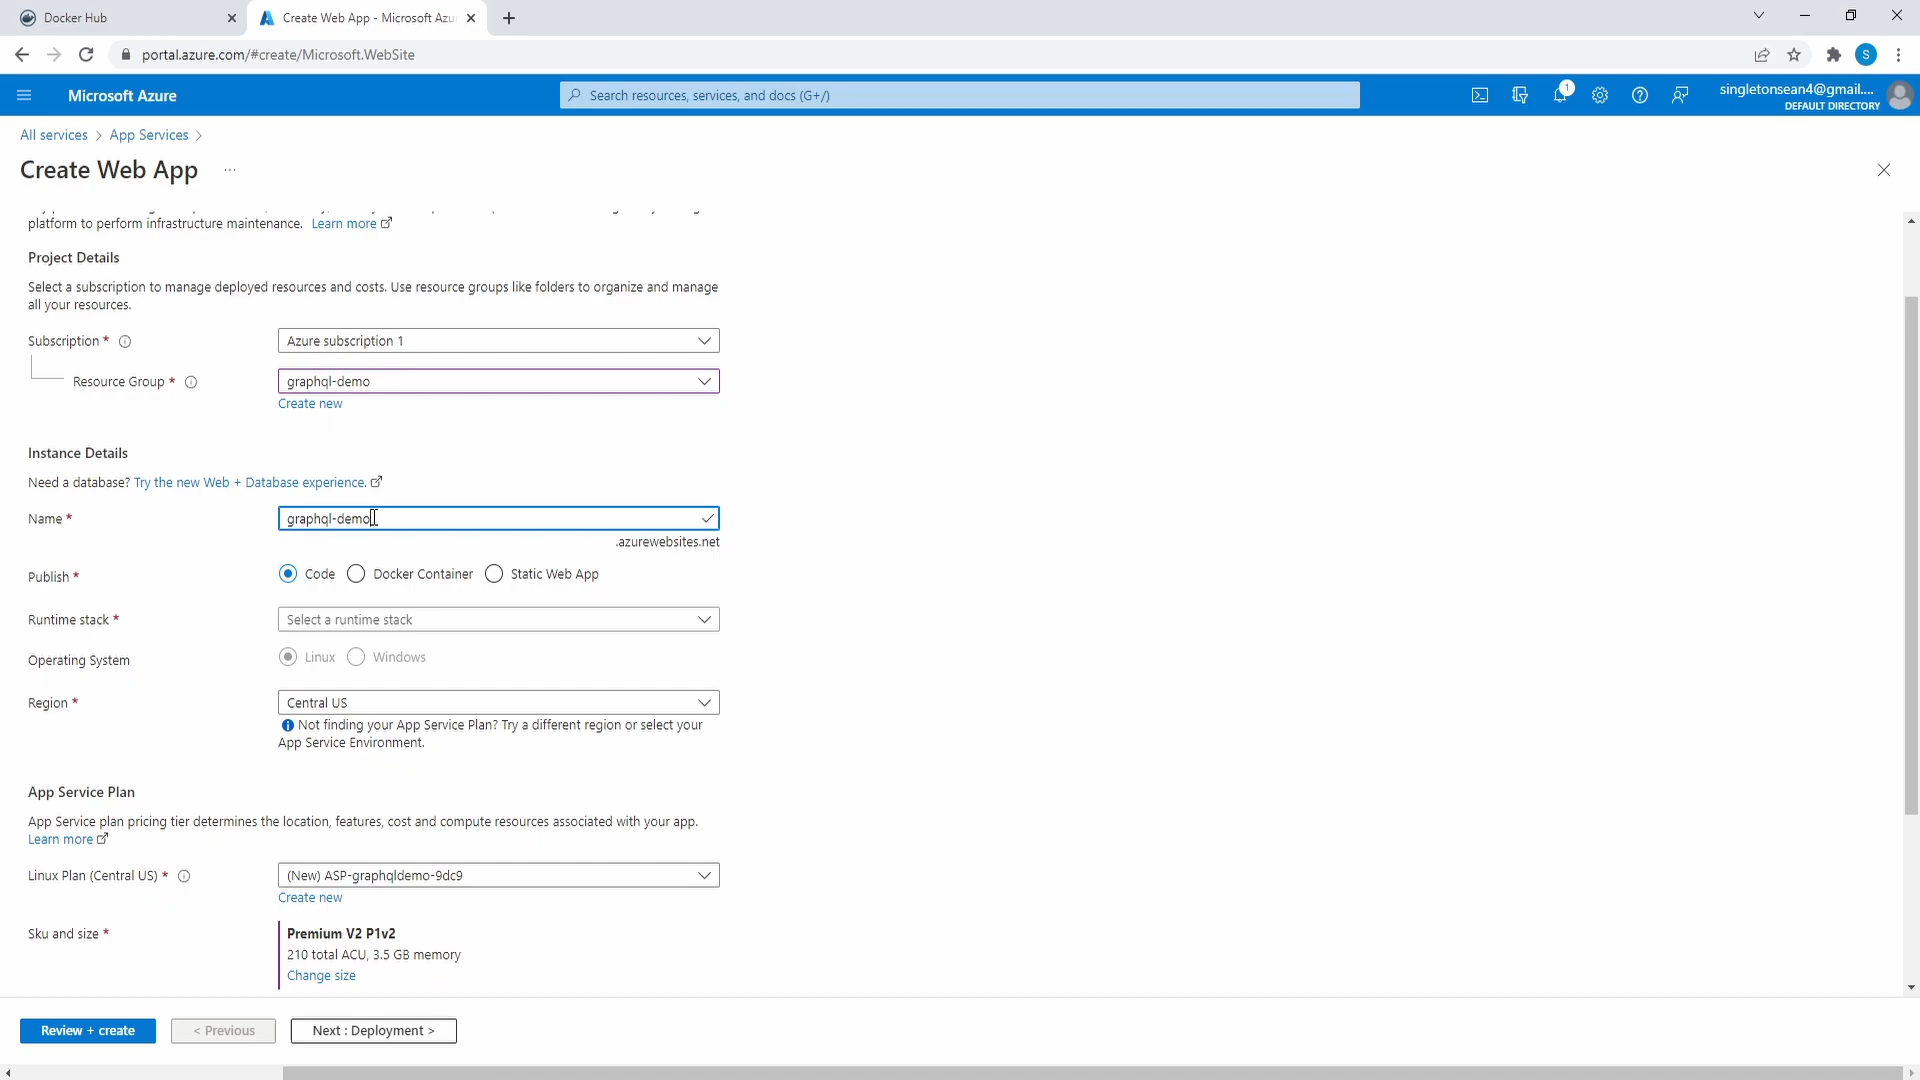 Docker Hub
Create Web App - Microsoft Azu
portal.azure.com/#create/Microsoft.WebSite
S
Microsoft Azure
Search resources, services, and docs (G+/)
1
singletonsean4@gmail....
DEFAULT DIRECTORY
All services > App Services >
Create Web App ...
platform to perform infrastructure maintenance. Learn more
Project Details
Select a subscription to manage deployed resources and costs. Use resource groups like folders to organize and manage
all your resources.
Subscription *
Azure subscription 1
Resource Group *
graphql-demo
Create new
Instance Details
Need a database? Try the new Web + Database experience.
Name *
graphql-demo
.azurewebsites.net
Publish *
Code Docker Container Static Web App
Runtime stack *
Select a runtime stack
Operating System
Linux Windows
Region *
Central US
Not finding your App Service Plan? Try a different region or select your
App Service Environment.
App Service Plan
App Service plan pricing tier determines the location, features, cost and compute resources associated with your app.
Learn more
Linux Plan (Central US) *
(New) ASP-graphqldemo-9dc9
Create new
Sku and size *
Premium V2 P1v2
210 total ACU, 3.5 GB memory
Change size
Review + create
< Previous
Next : Deployment >